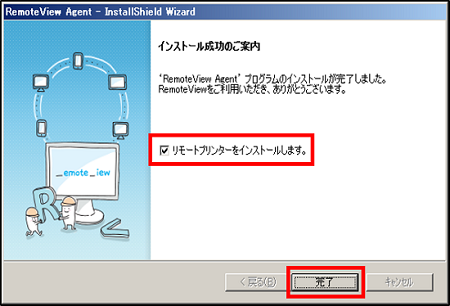 RemoteView Agent - InstallShield Wizard
インストール成功のご案内
'RemoteView Agent' プログラムのインストールが完了しました。
RemoteViewをご利用いただき、ありがとうございます。
リモートプリンターをインストールします。
_emote_iew
R V
< 戻る(B)
完了
キャンセル